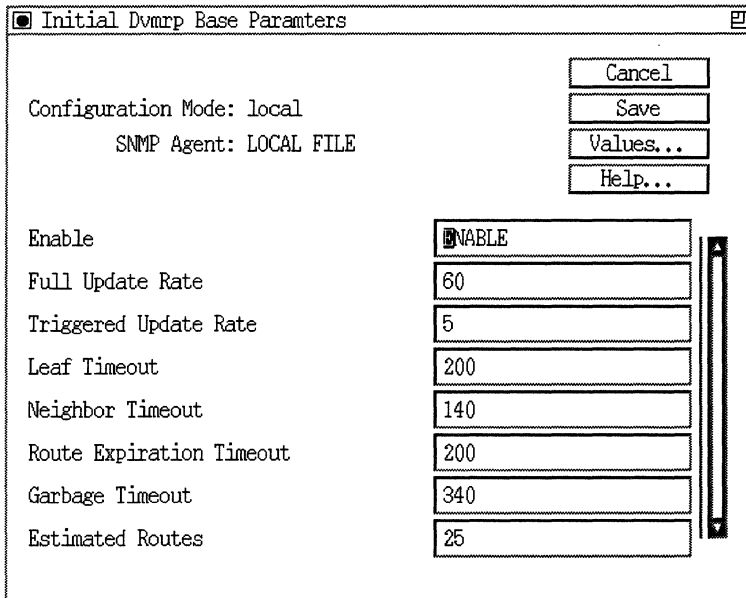 Initial Dvmrp Base Paramters
Cancel
Configuration Mode: local
Save
SNMP Agent: LOCAL FILE
Values...
Help...
Enable
ENABLE
Full Update Rate
60
Triggered Update Rate
5
Leaf Timeout
200
Neighbor Timeout
140
Route Expiration Timeout
200
Garbage Timeout
340
Estimated Routes
25